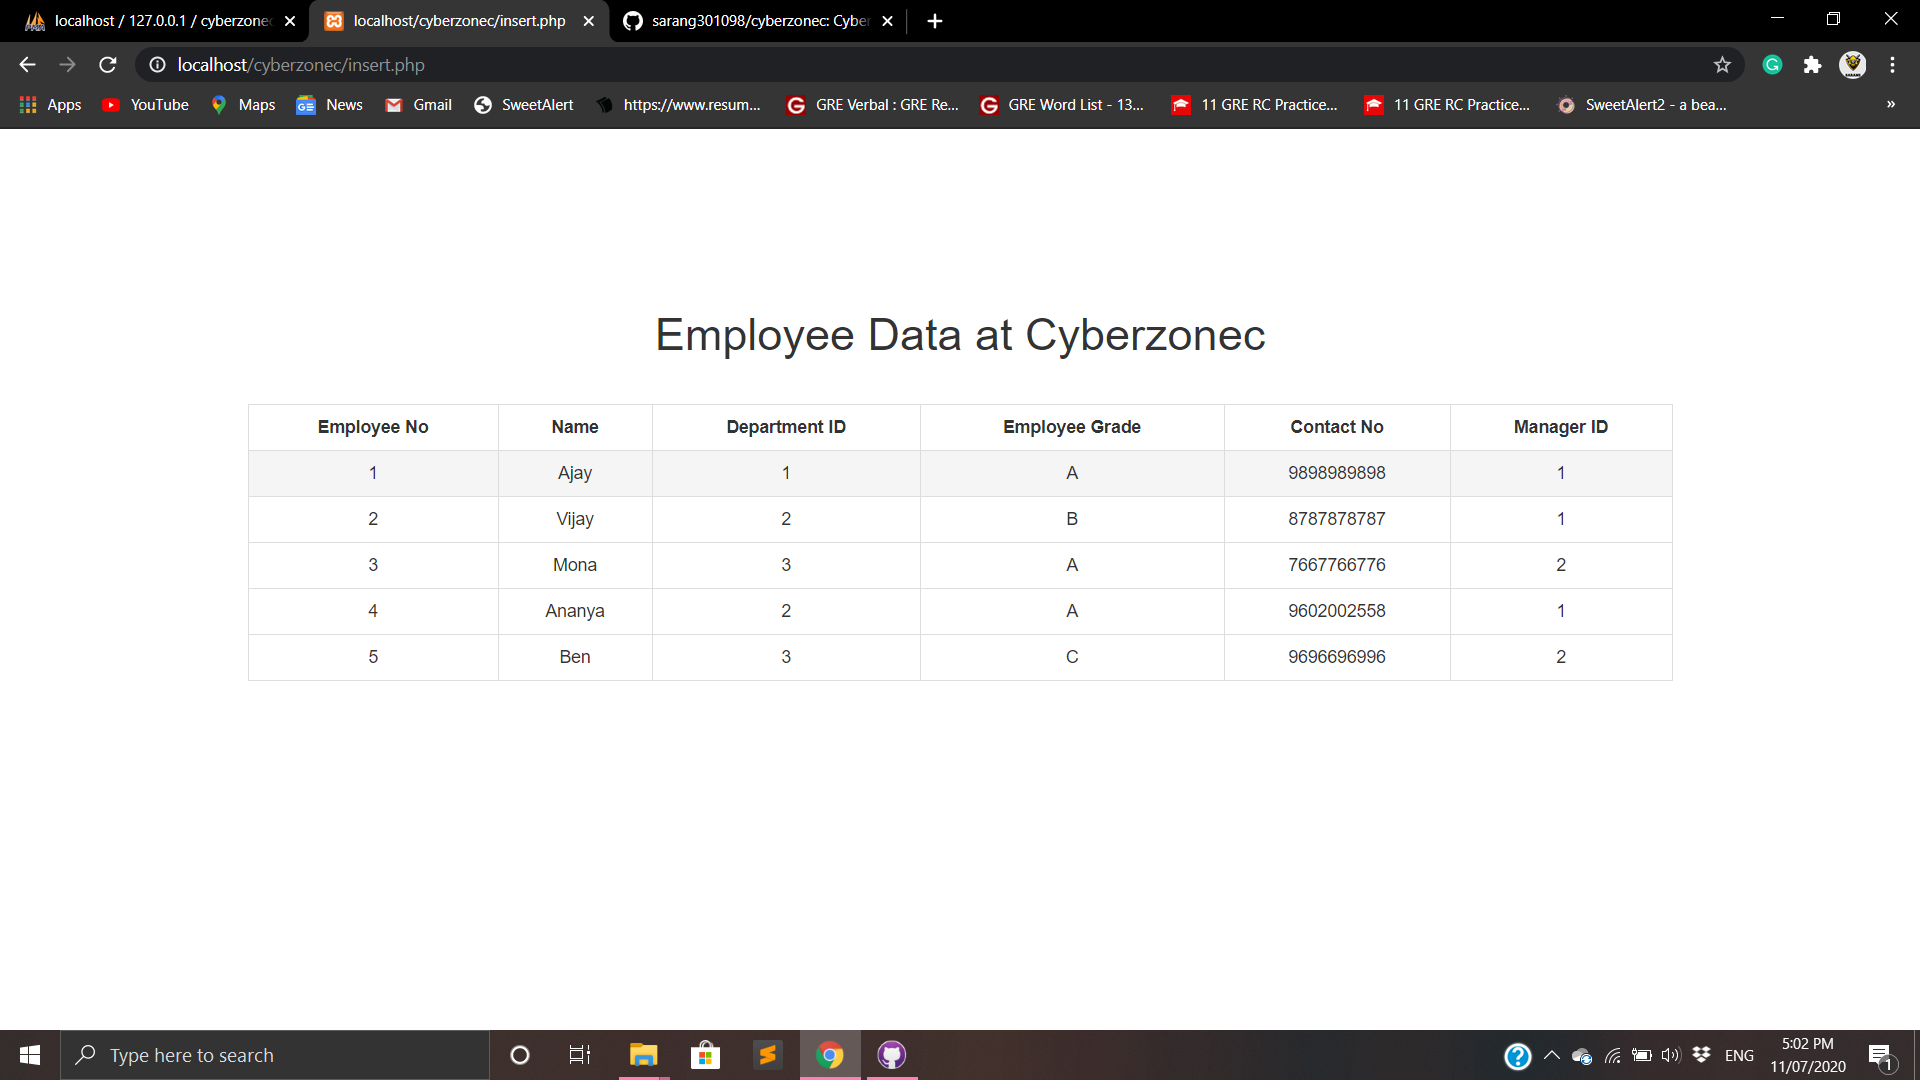 localhost / 127.0.0.1 / cyberzonec
localhost/cyberzonec/insert.php
sarang301098/cyberzonec: Cyber
localhost/cyberzonec/insert.php
Apps YouTube Maps News Gmail SweetAlert https://www.resum... GRE Verbal : GRE Re... GRE Word List - 13... 11 GRE RC Practice... 11 GRE RC Practice... SweetAlert2 - a bea... »
Employee Data at Cyberzonec
Employee No Name Department ID Employee Grade Contact No Manager ID
1 Ajay 1 A 9898989898 1
2 Vijay 2 B 8787878787 1
3 Mona 3 A 7667766776 2
4 Ananya 2 A 9602002558 1
5 Ben 3 C 9696696996 2
Type here to search
ENG
5:02 PM
11/07/2020
1